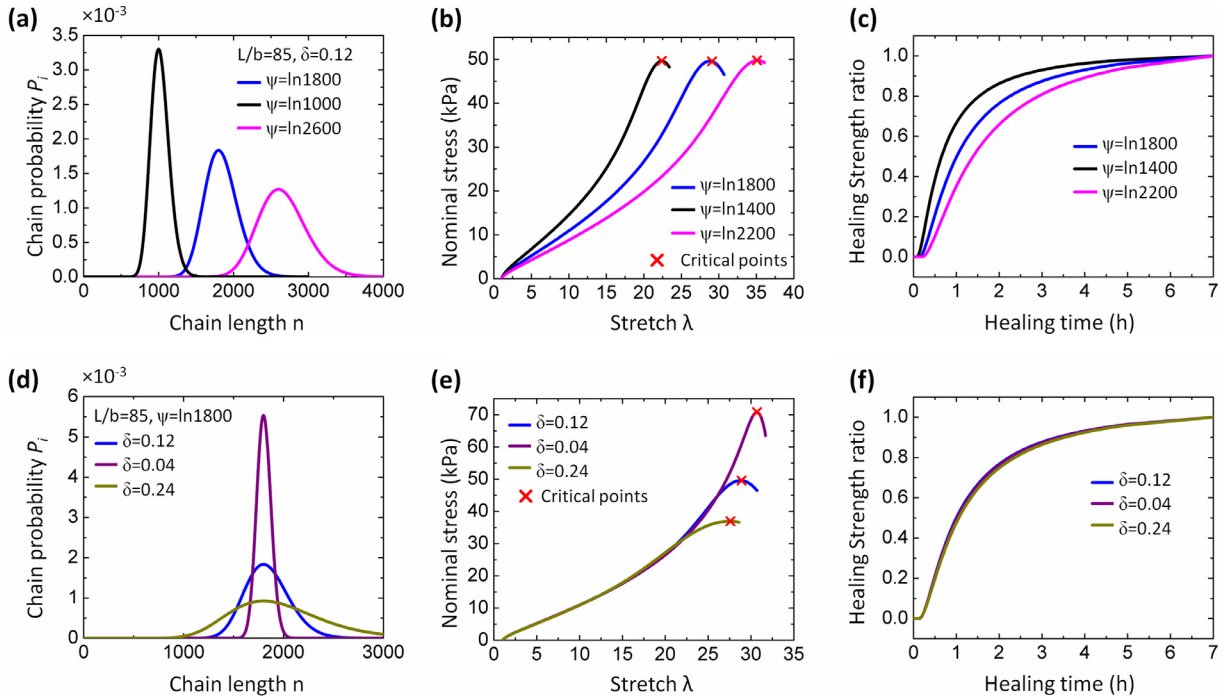 (a)
×10⁻³
Chain probability Pᵢ
3.5
3.0
2.5
2.0
1.5
1.0
0.5
0.0
L/b=85, δ=0.12
ψ=ln1800
ψ=ln1000
ψ=ln2600
1000 2000 3000 4000
Chain length n
(b)
Nominal stress (kPa)
50
40
30
20
10
0
ψ=ln1800
ψ=ln1400
ψ=ln2200
Critical points
0 5 10 15 20 25 30 35 40
Stretch λ
(c)
Healing Strength ratio
1.0
0.8
0.6
0.4
0.2
0.0
ψ=ln1800
ψ=ln1400
ψ=ln2200
0 1 2 3 4 5 6 7
Healing time (h)
(d)
×10⁻³
Chain probability Pᵢ
6
5
4
3
2
1
0
L/b=85, ψ=ln1800
δ=0.12
δ=0.04
δ=0.24
0 1000 2000 3000
Chain length n
(e)
Nominal stress (kPa)
70
60
50
40
30
20
10
0
δ=0.12
δ=0.04
δ=0.24
Critical points
0 5 10 15 20 25 30 35
Stretch λ
(f)
Healing Strength ratio
1.0
0.8
0.6
0.4
0.2
0.0
δ=0.12
δ=0.04
δ=0.24
0 1 2 3 4 5 6 7
Healing time (h)